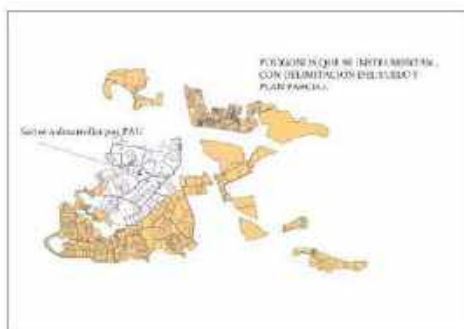 POLIGONOS QUE SE INSTRUMENTAN
CON DELIMITACION DEL SUELO Y
PLAN PARCIAL
Sector a desarrollar por PAU